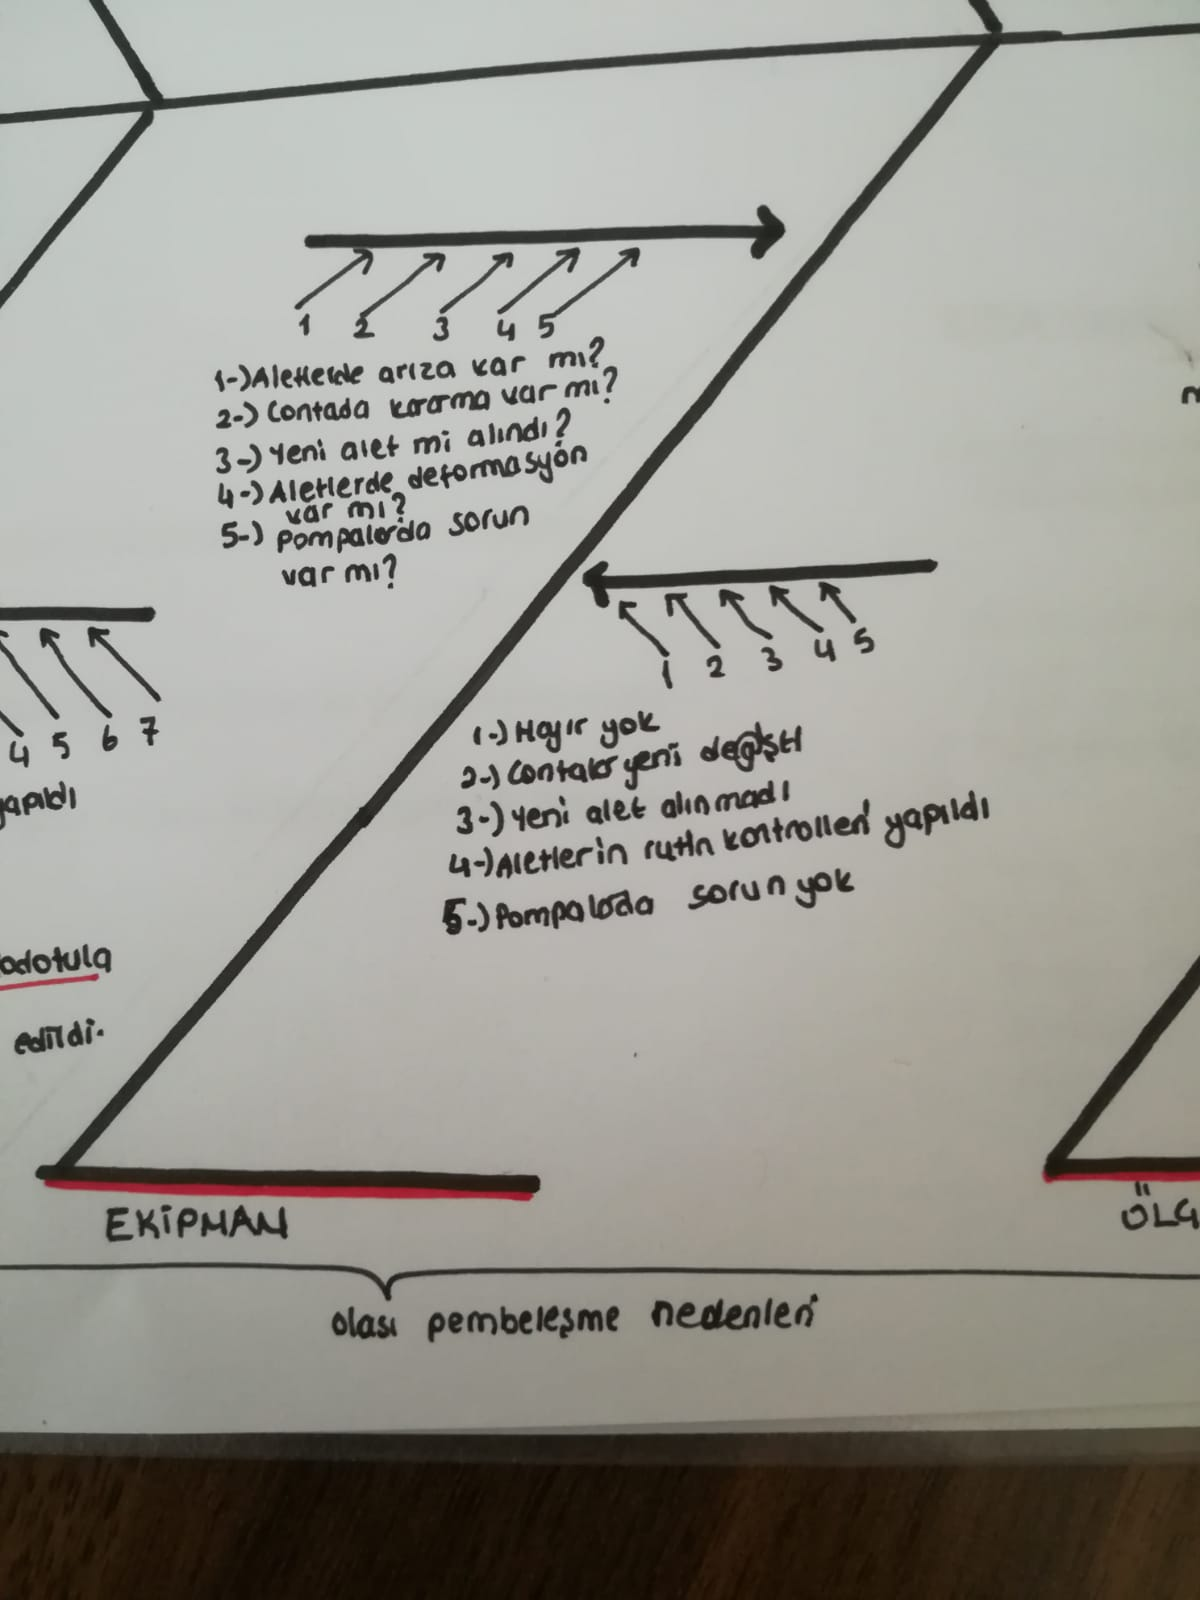 1 2 3 4 5
1-) Aletlerde arıza var mı?
2-) Contada kararma var mı?
3-) Yeni alet mi alındı?
4-) Aletlerde deformasyon
var mı?
5-) Pompalarda sorun
var mı?
1 2 3 4 5
1-) Hayır yok
2-) Contalar yeni değişti
3-) Yeni alet alınmadı
4-) Aletlerin rutin kontrolleri yapıldı
5-) Pompalarda sorun yok
4 5 6 7
yapıldı
edildi.
EKİPMAN
ÖLÇ
olası pembeleşme nedenleri